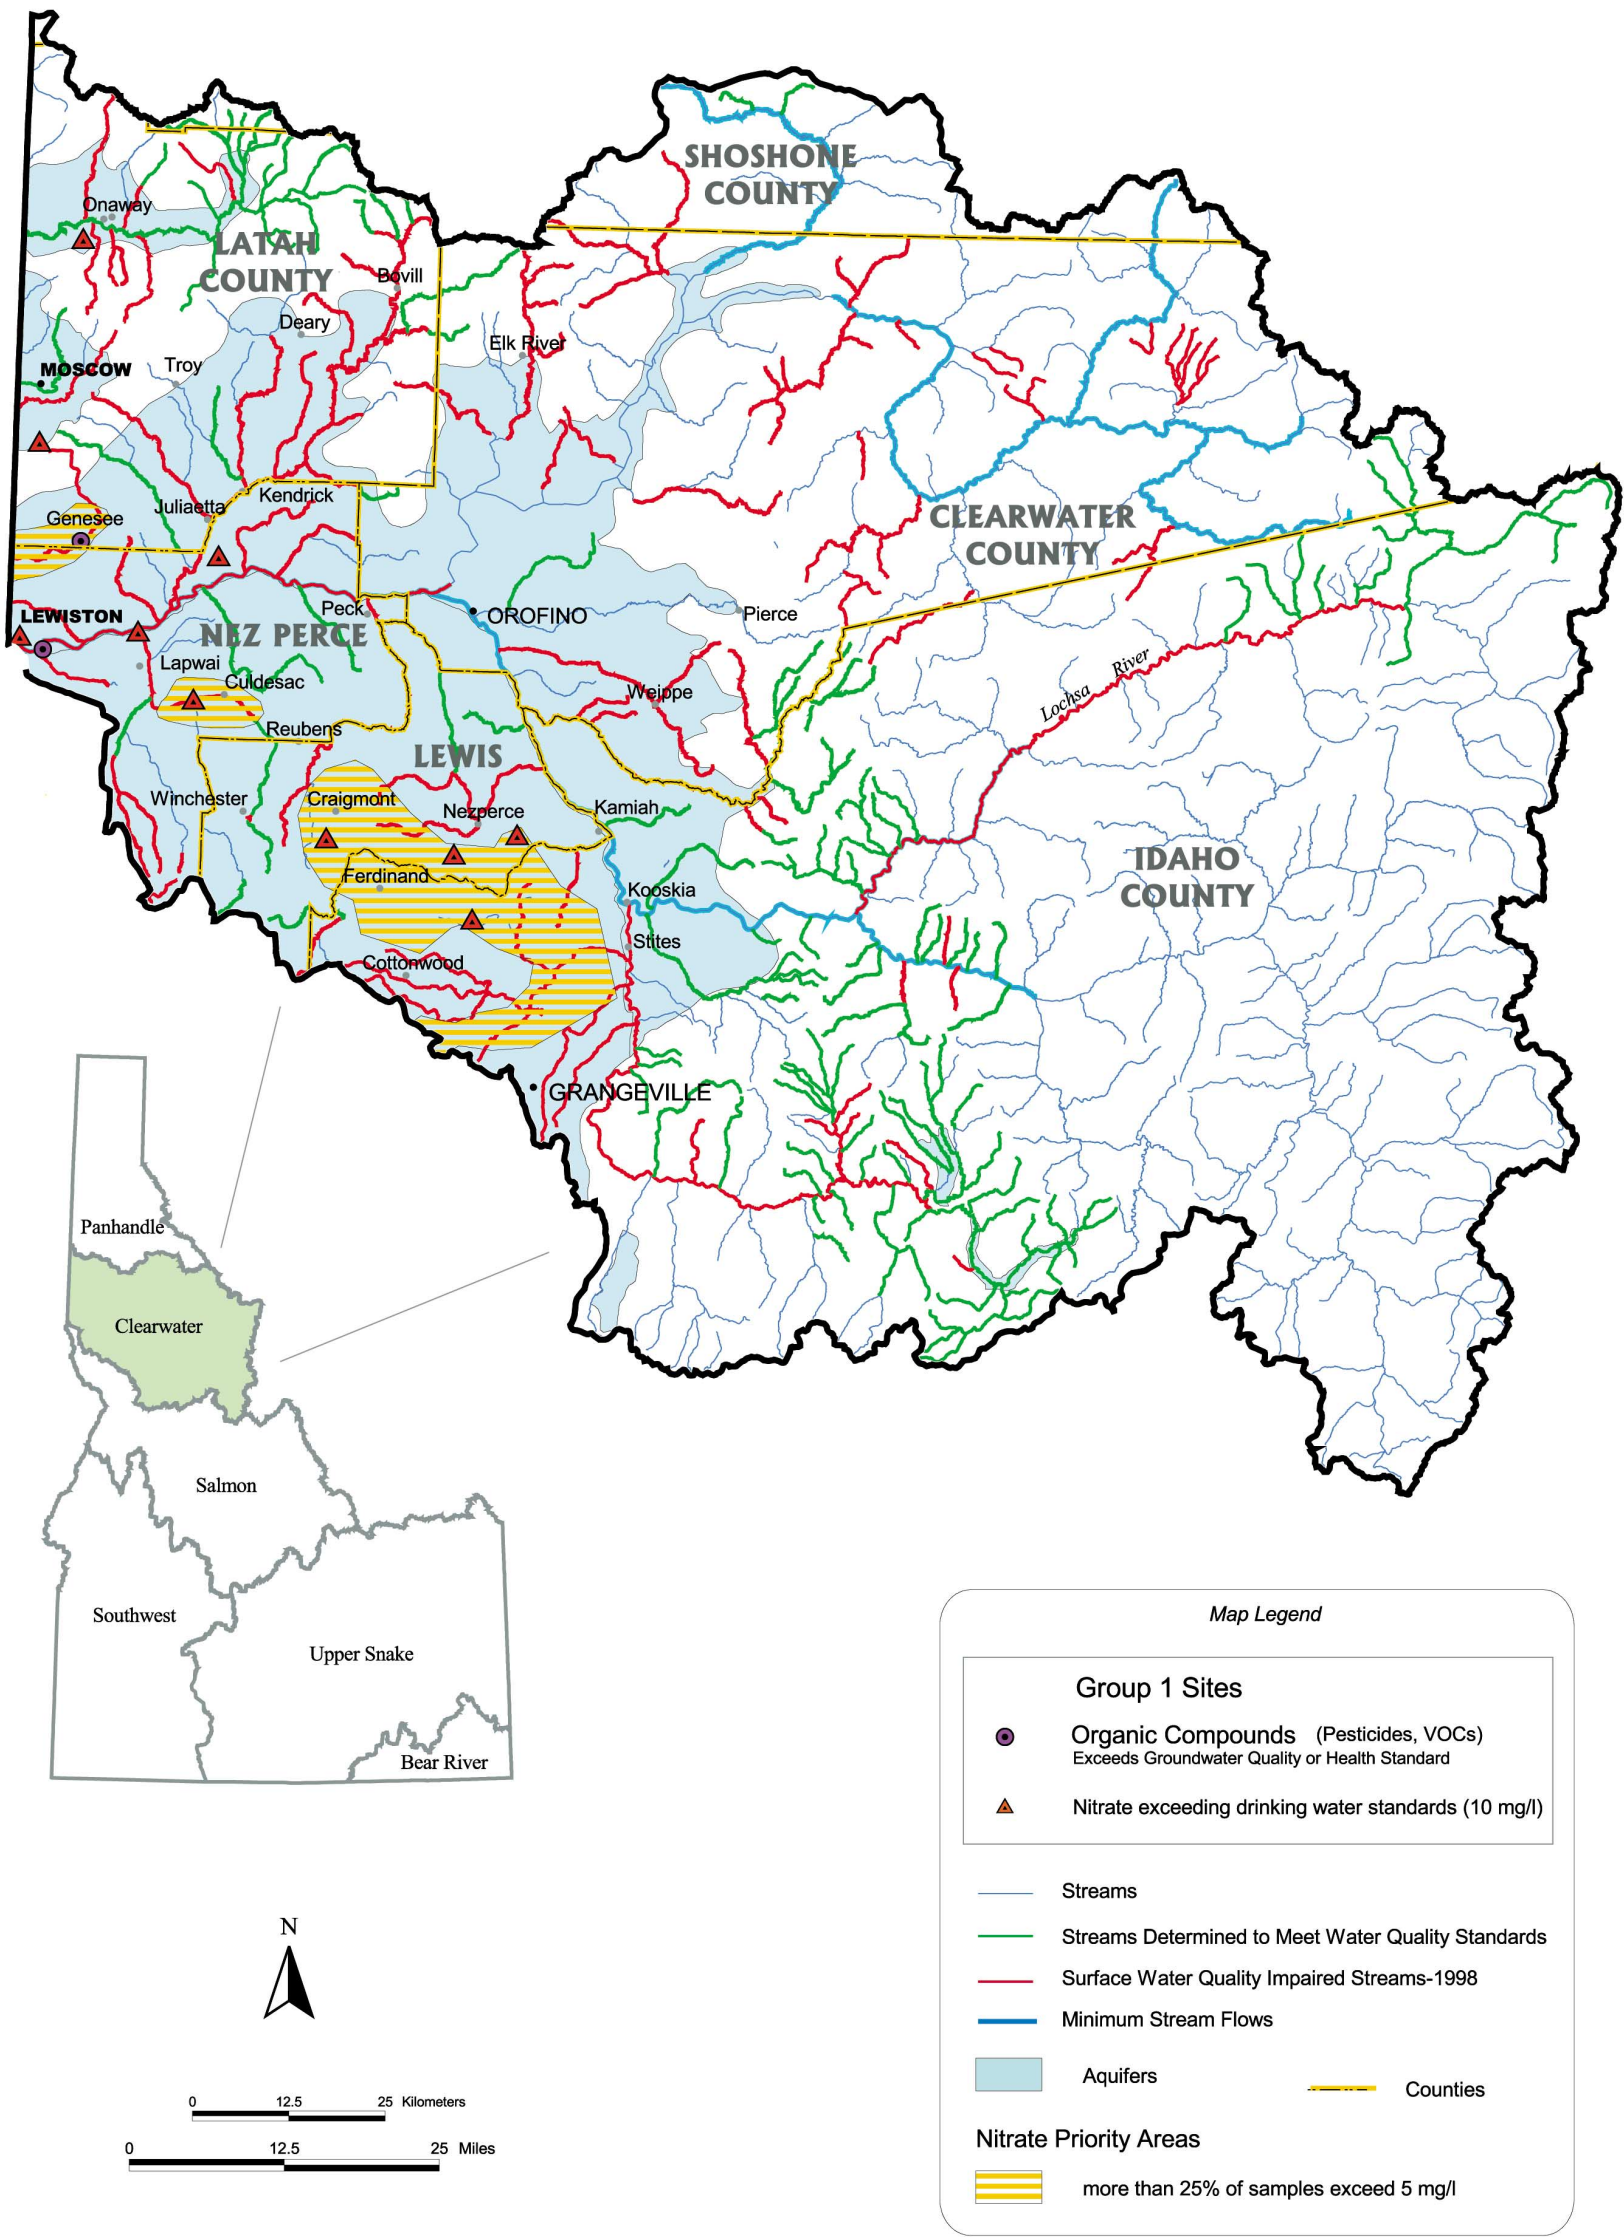 SHOSHONE
COUNTY
Onaway
LATAH
COUNTY
Bovill
Deary
Elk River
MOSCOW
Troy
Kendrick
Juliaetta
Genesee
CLEARWATER
COUNTY
Peck
LEWISTON
OROFINO
Pierce
NEZ PERCE
Lapwai
Culdesac
Weippe
Lochsa River
Reubens
LEWIS
Winchester
Craigmont
Nezperce
Kamiah
IDAHO
COUNTY
Ferdinand
Kooskia
Stites
Cottonwood
GRANGEVILLE
Panhandle
Clearwater
Salmon
Southwest
Upper Snake
Bear River
N
0 12.5 25 Kilometers
0 12.5 25 Miles
Map Legend
Group 1 Sites
Organic Compounds (Pesticides, VOCs)
Exceeds Groundwater Quality or Health Standard
Nitrate exceeding drinking water standards (10 mg/l)
Streams
Streams Determined to Meet Water Quality Standards
Surface Water Quality Impaired Streams-1998
Minimum Stream Flows
Aquifers
Counties
Nitrate Priority Areas
more than 25% of samples exceed 5 mg/l